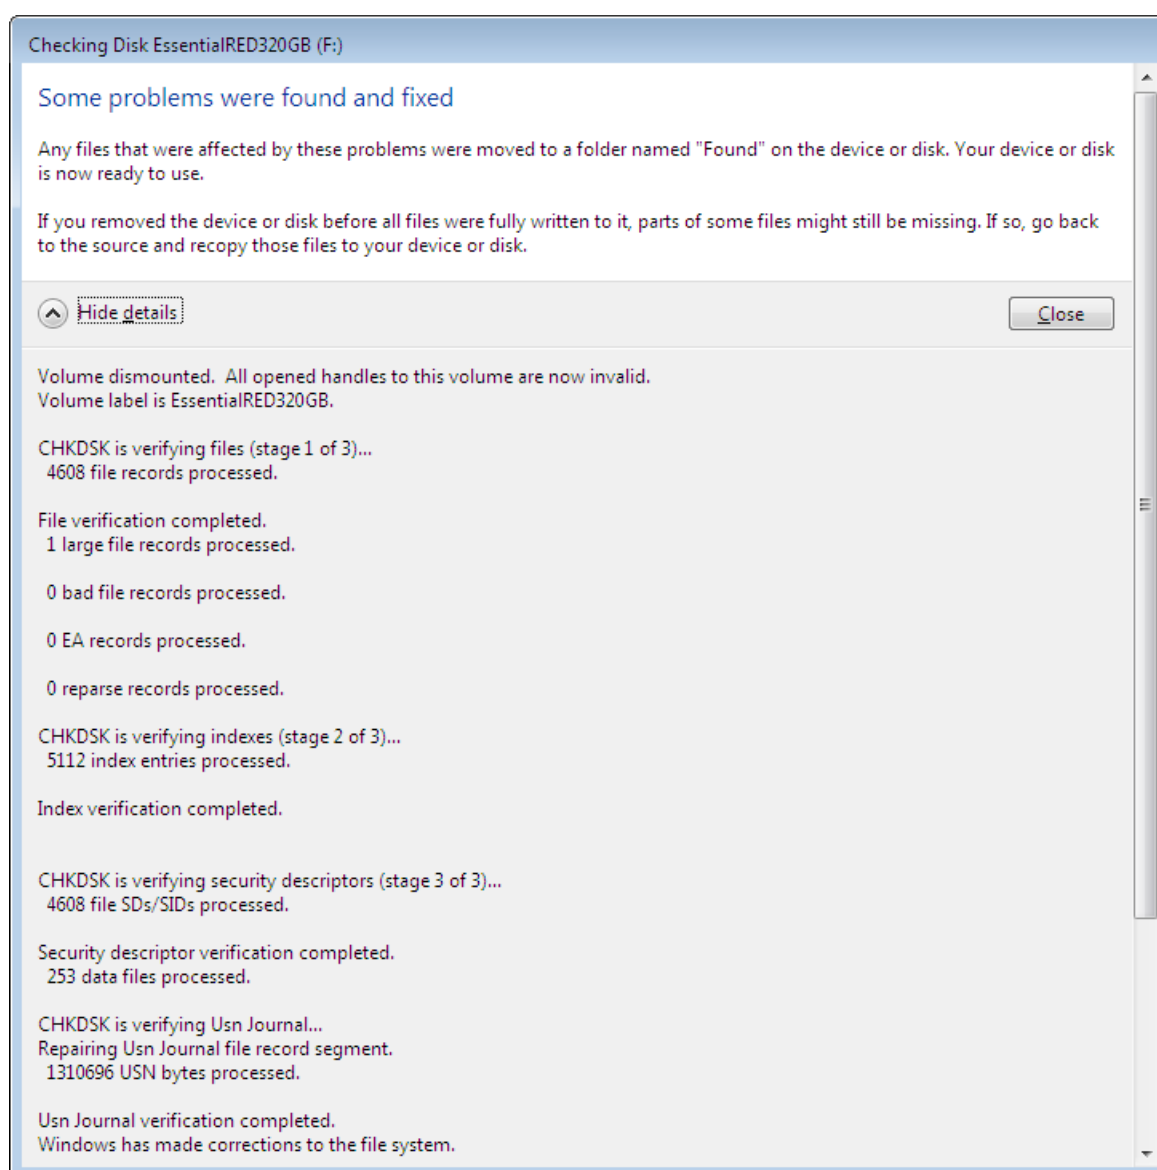 Checking Disk EssentialRED320GB (F:)
Some problems were found and fixed
Any files that were affected by these problems were moved to a folder named "Found" on the device or disk. Your device or disk
is now ready to use.
If you removed the device or disk before all files were fully written to it, parts of some files might still be missing. If so, go back
to the source and recopy those files to your device or disk.
Hide details
Close
Volume dismounted.  All opened handles to this volume are now invalid.
Volume label is EssentialRED320GB.
CHKDSK is verifying files (stage 1 of 3)...
4608 file records processed.
File verification completed.
1 large file records processed.
0 bad file records processed.
0 EA records processed.
0 reparse records processed.
CHKDSK is verifying indexes (stage 2 of 3)...
5112 index entries processed.
Index verification completed.
CHKDSK is verifying security descriptors (stage 3 of 3)...
4608 file SDs/SIDs processed.
Security descriptor verification completed.
253 data files processed.
CHKDSK is verifying Usn Journal...
Repairing Usn Journal file record segment.
1310696 USN bytes processed.
Usn Journal verification completed.
Windows has made corrections to the file system.